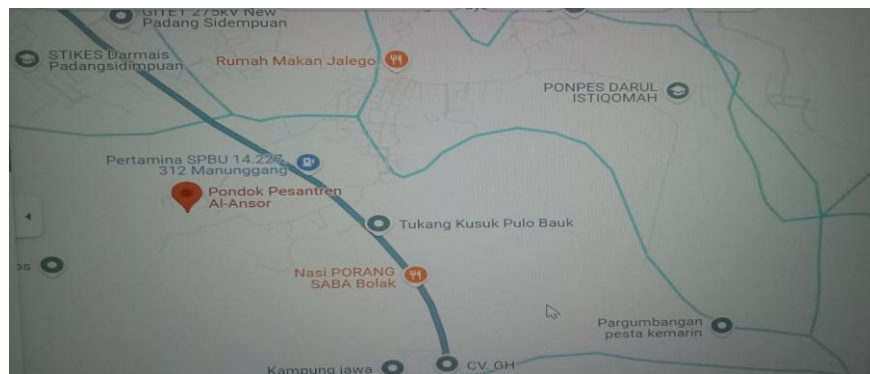 GITET 275kV New
Padang Sidempuan
STIKES Darmais
Padangsidimpuan
Rumah Makan Jalego
PONPES DARUL
ISTIQOMAH
Pertamina SPBU 14.227.
312 Manunggang
Pondok Pesantren
Al-Ansor
Tukang Kusuk Pulo Bauk
Nasi PORANG
SABA Bolak
Pargumbangan
pesta kemarin
Kampung jawa
CV GH